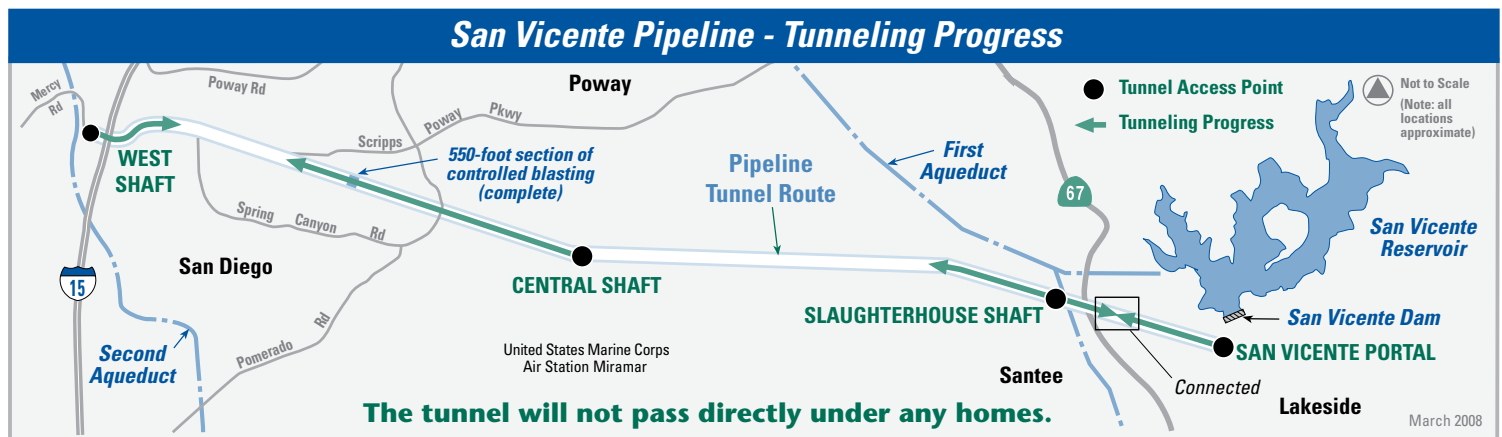 San Vicente Pipeline - Tunneling Progress
Mercy
Rd
Poway Rd
Poway
Scripps
Poway
Pkwy
Tunnel Access Point
Tunneling Progress
Not to Scale
(Note: all
locations
approximate)
WEST
SHAFT
550-foot section of
controlled blasting
(complete)
Pipeline
Tunnel Route
First
Aqueduct
67
San Vicente
Reservoir
Spring
Canyon
Rd
San Diego
15
CENTRAL SHAFT
SLAUGHTERHOUSE SHAFT
San Vicente Dam
SAN VICENTE PORTAL
Second
Aqueduct
Pomerado
Rd
United States Marine Corps
Air Station Miramar
Santee
Connected
Lakeside
The tunnel will not pass directly under any homes.
March 2008